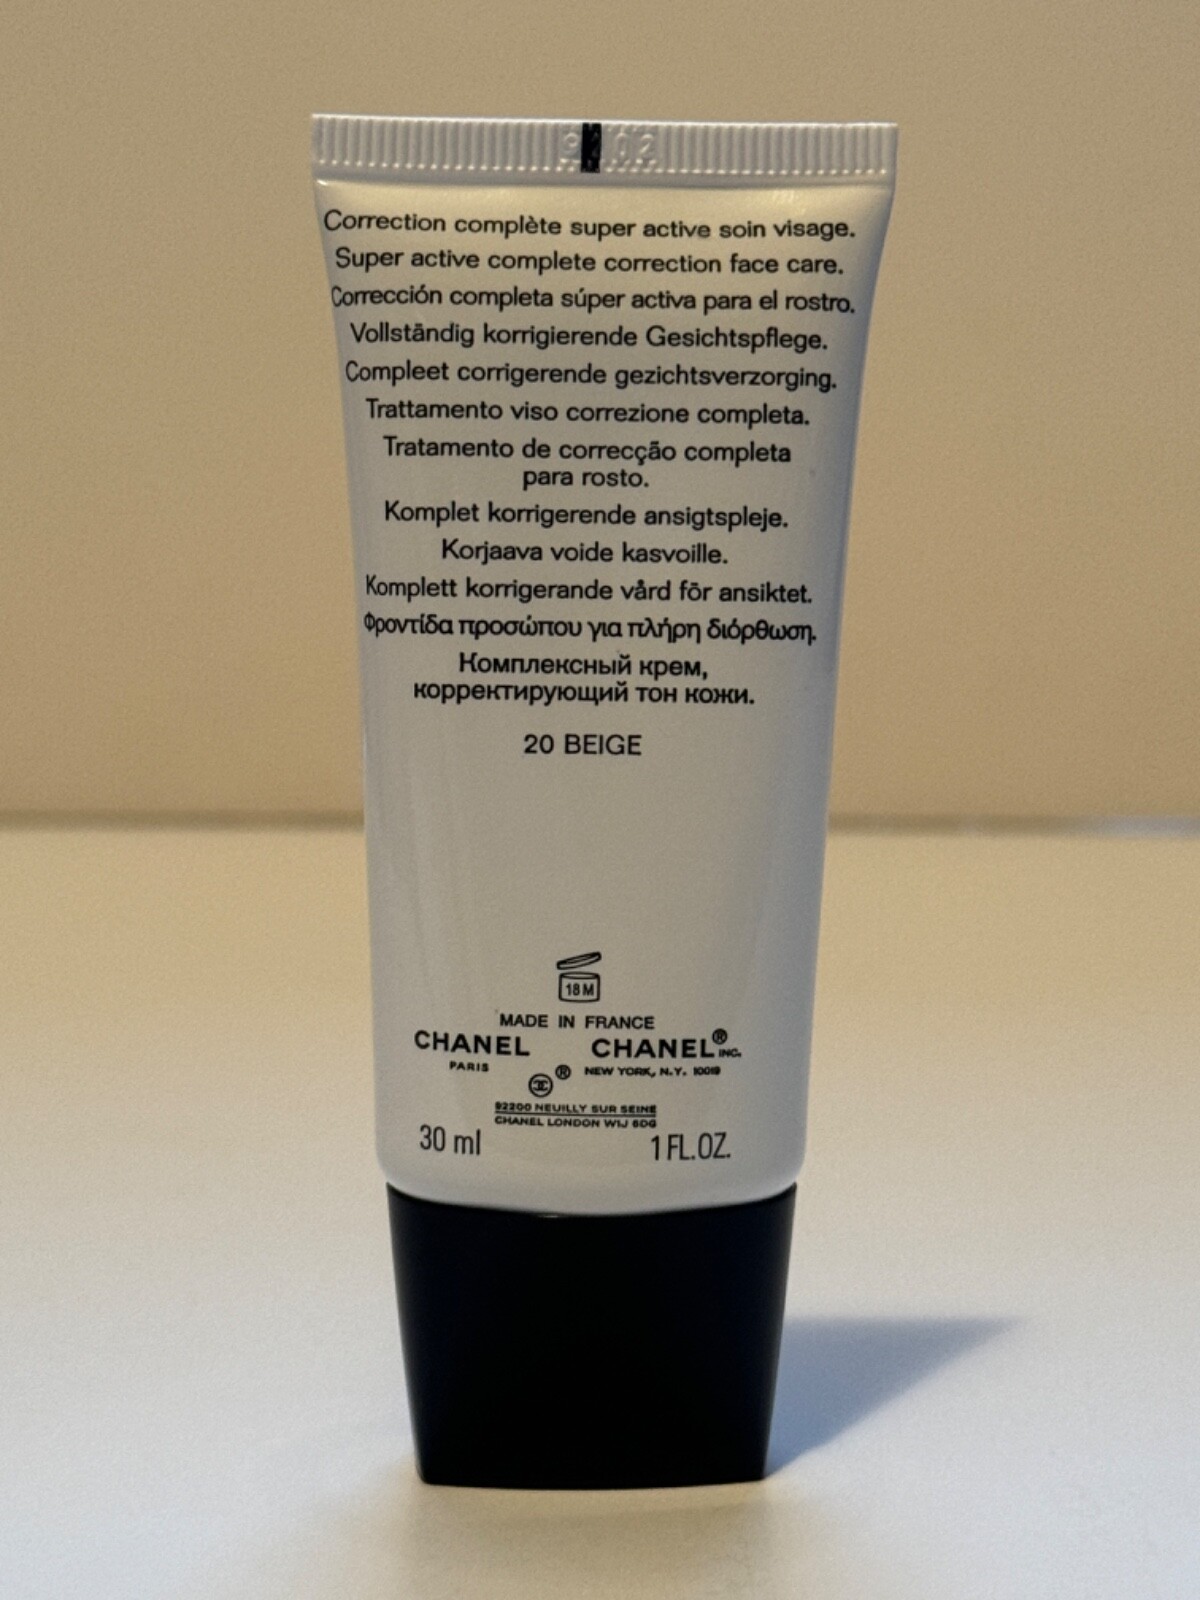 Correction complète super active soin visage.
Super active complete correction face care.
Corrección completa súper activa para el rostro.
Vollständig korrigierende Gesichtspflege.
Compleet corrigerende gezichtsverzorging.
Trattamento viso correzione completa.
Tratamento de correcção completa
para rosto.
Komplet korrigerende ansigtspleje.
Korjaava voide kasvoille.
Komplett korrigerande vård för ansiktet.
Φροντίδα προσώπου για πλήρη διόρθωση.
Комплексный крем,
корректирующий тон кожи.
20 BEIGE
18 M
MADE IN FRANCE
CHANEL CHANEL® INC.
PARIS ® NEW YORK, N.Y. 10019
92200 NEUILLY SUR SEINE
CHANEL LONDON W1J 6DG
30 ml 1 FL.OZ.